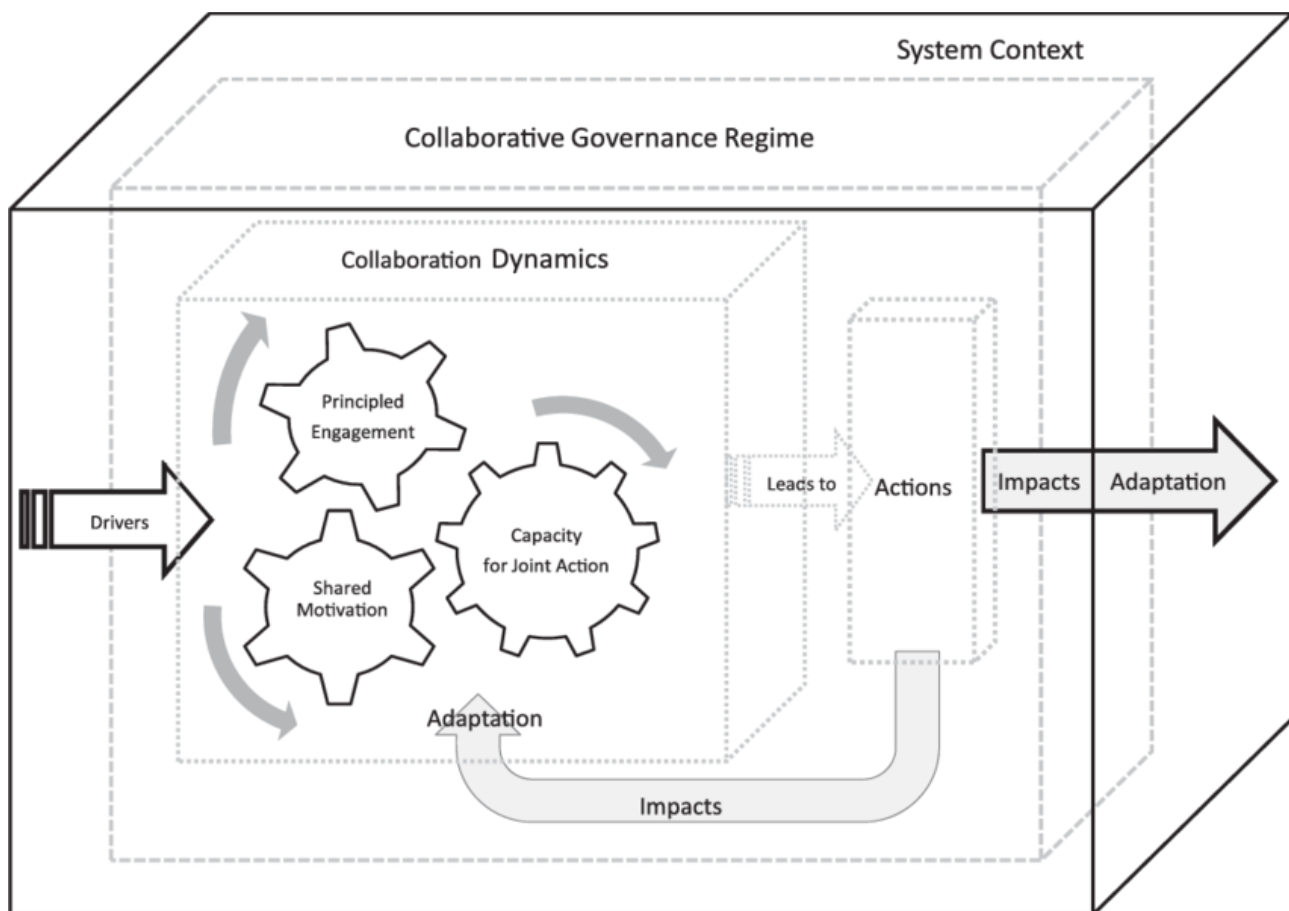 System Context
Collaborative Governance Regime
Collaboration Dynamics
Principled
Engagement
Drivers
Capacity
for Joint Action
Shared
Motivation
Leads to
Actions
Impacts
Adaptation
Adaptation
Impacts